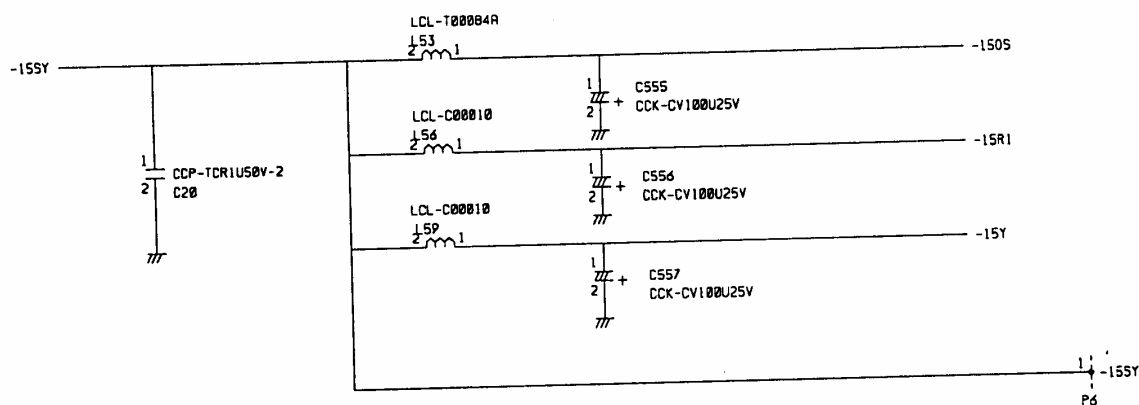 LCL-T00084A
L53
2 1
-15SY
-15OS
1
2
+
C555
CCK-CV100U25V
LCL-C00010
L56
2 1
-15R1
1
2
CCP-TCR1U50V-2
C20
1
2
+
C556
CCK-CV100U25V
LCL-C00010
L59
2 1
-15Y
1
2
+
C557
CCK-CV100U25V
1
-15SY
P6